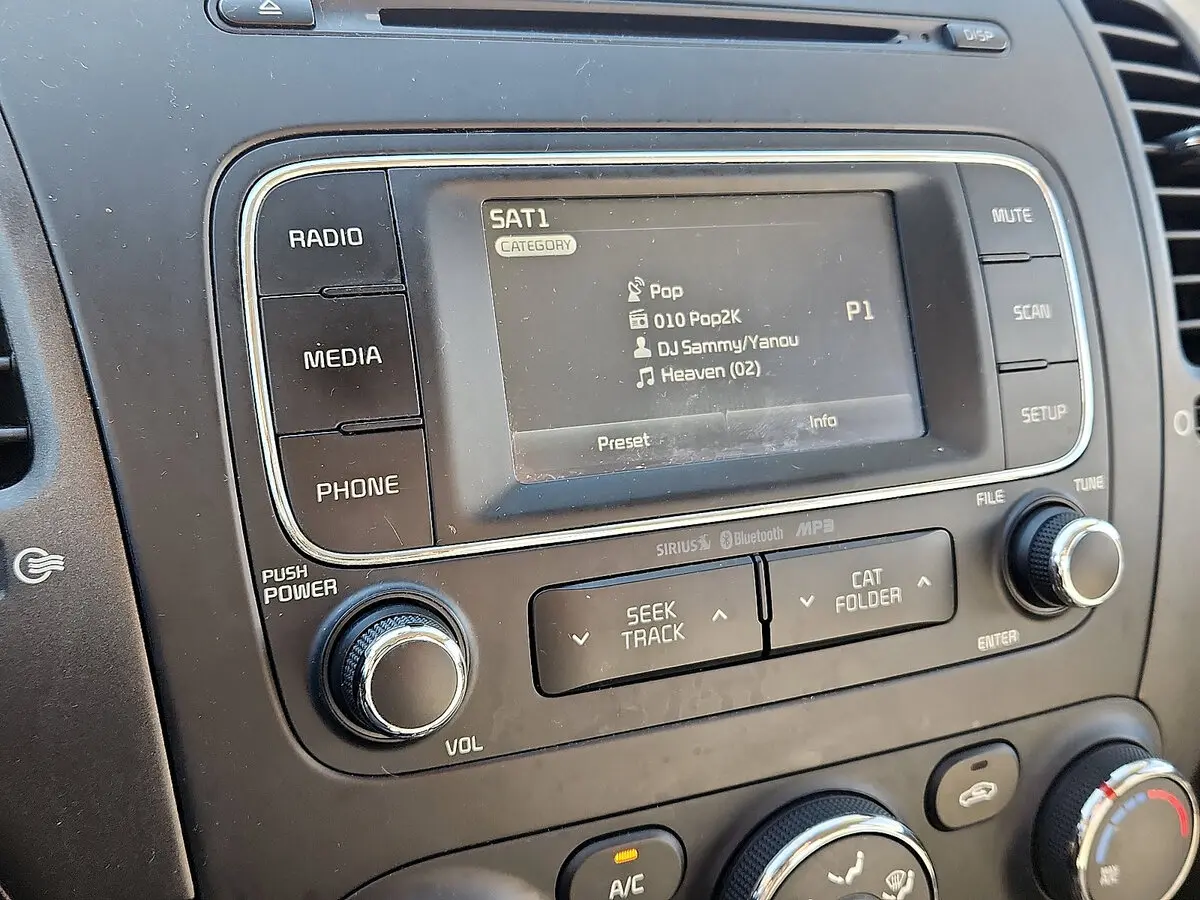 DISP
RADIO
MEDIA
PHONE
SAT1
CATEGORY
Pop
010 Pop2K
DJ Sammy/Yanou
Heaven (02)
P1
Preset
Info
MUTE
SCAN
SETUP
PUSH
POWER
VOL
SIRIUS
Bluetooth
MP3
SEEK
TRACK
CAT
FOLDER
FILE
TUNE
ENTER
A/C